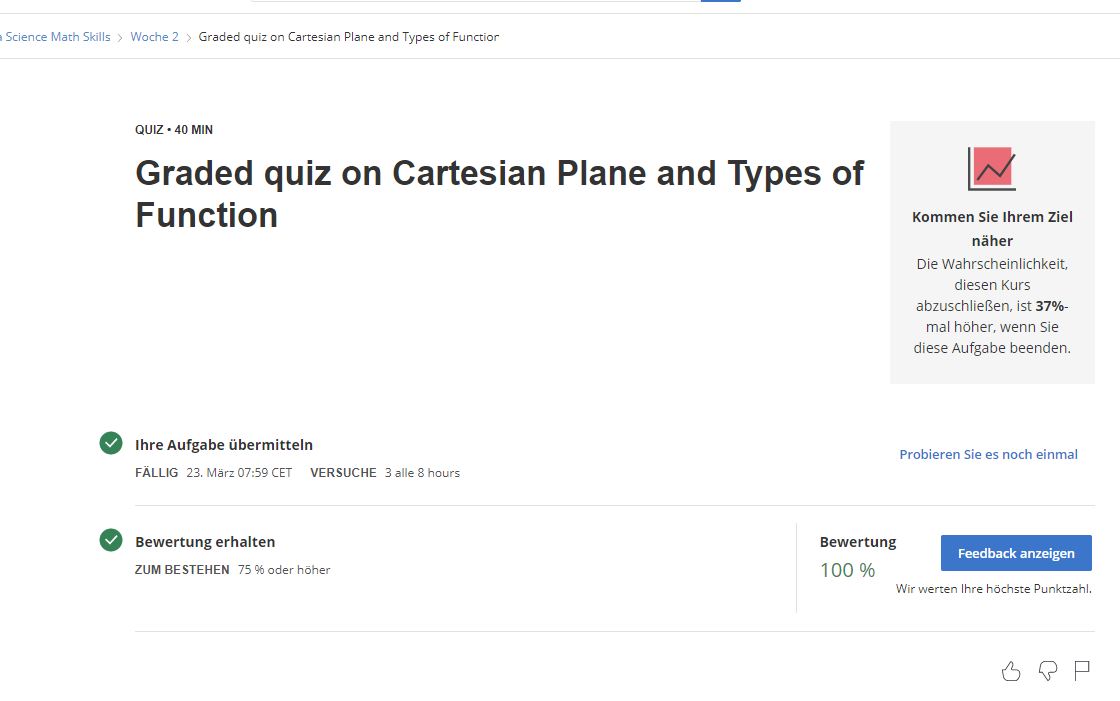 Science Math Skills > Woche 2 > Graded quiz on Cartesian Plane and Types of Function
QUIZ • 40 MIN
Graded quiz on Cartesian Plane and Types of
Function
Kommen Sie Ihrem Ziel
näher
Die Wahrscheinlichkeit,
diesen Kurs
abzuschließen, ist 37%-
mal höher, wenn Sie
diese Aufgabe beenden.
Ihre Aufgabe übermitteln
FÄLLIG 23. März 07:59 CET VERSUCHE 3 alle 8 hours
Probieren Sie es noch einmal
Bewertung erhalten
ZUM BESTEHEN 75 % oder höher
Bewertung
100 %
Feedback anzeigen
Wir werten Ihre höchste Punktzahl.